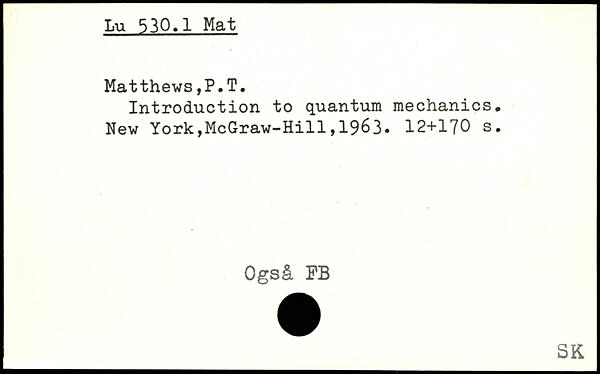 Lu 530.1 Mat
Matthews,P.T.
Introduction to quantum mechanics.
New York,McGraw-Hill,1963. 12+170 s.
Også FB
SK